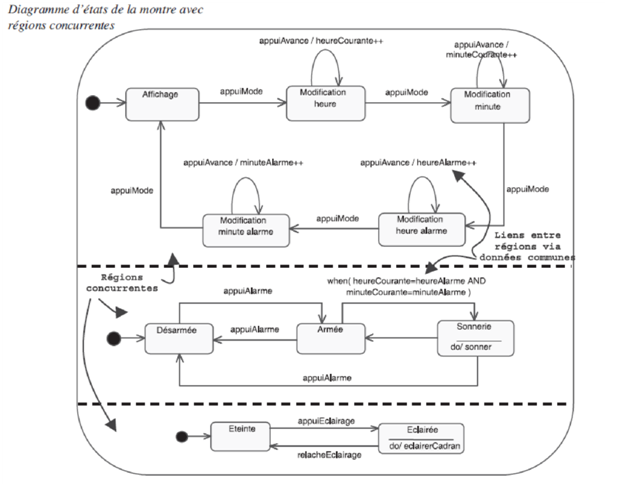 Diagramme d'états de la montre avec
régions concurrentes
appuiAvance / heureCourante++
appuiAvance /
minuteCourante++
Affichage
appuiMode
Modification
heure
appuiMode
Modification
minute
appuiAvance / minuteAlarme++
appuiAvance / heureAlarme++
appuiMode
appuiMode
Modification
minute alarme
appuiMode
Modification
heure alarme
Liens entre
régions via
données communes
Régions
concurrentes
when( heureCourante=heureAlarme AND
minuteCourante=minuteAlarme )
appuiAlarme
Désarmée
appuiAlarme
Armée
Sonnerie
do/ sonner
appuiAlarme
Eteinte
appuiEclairage
Eclairée
do/ eclairerCadran
relacheEclairage